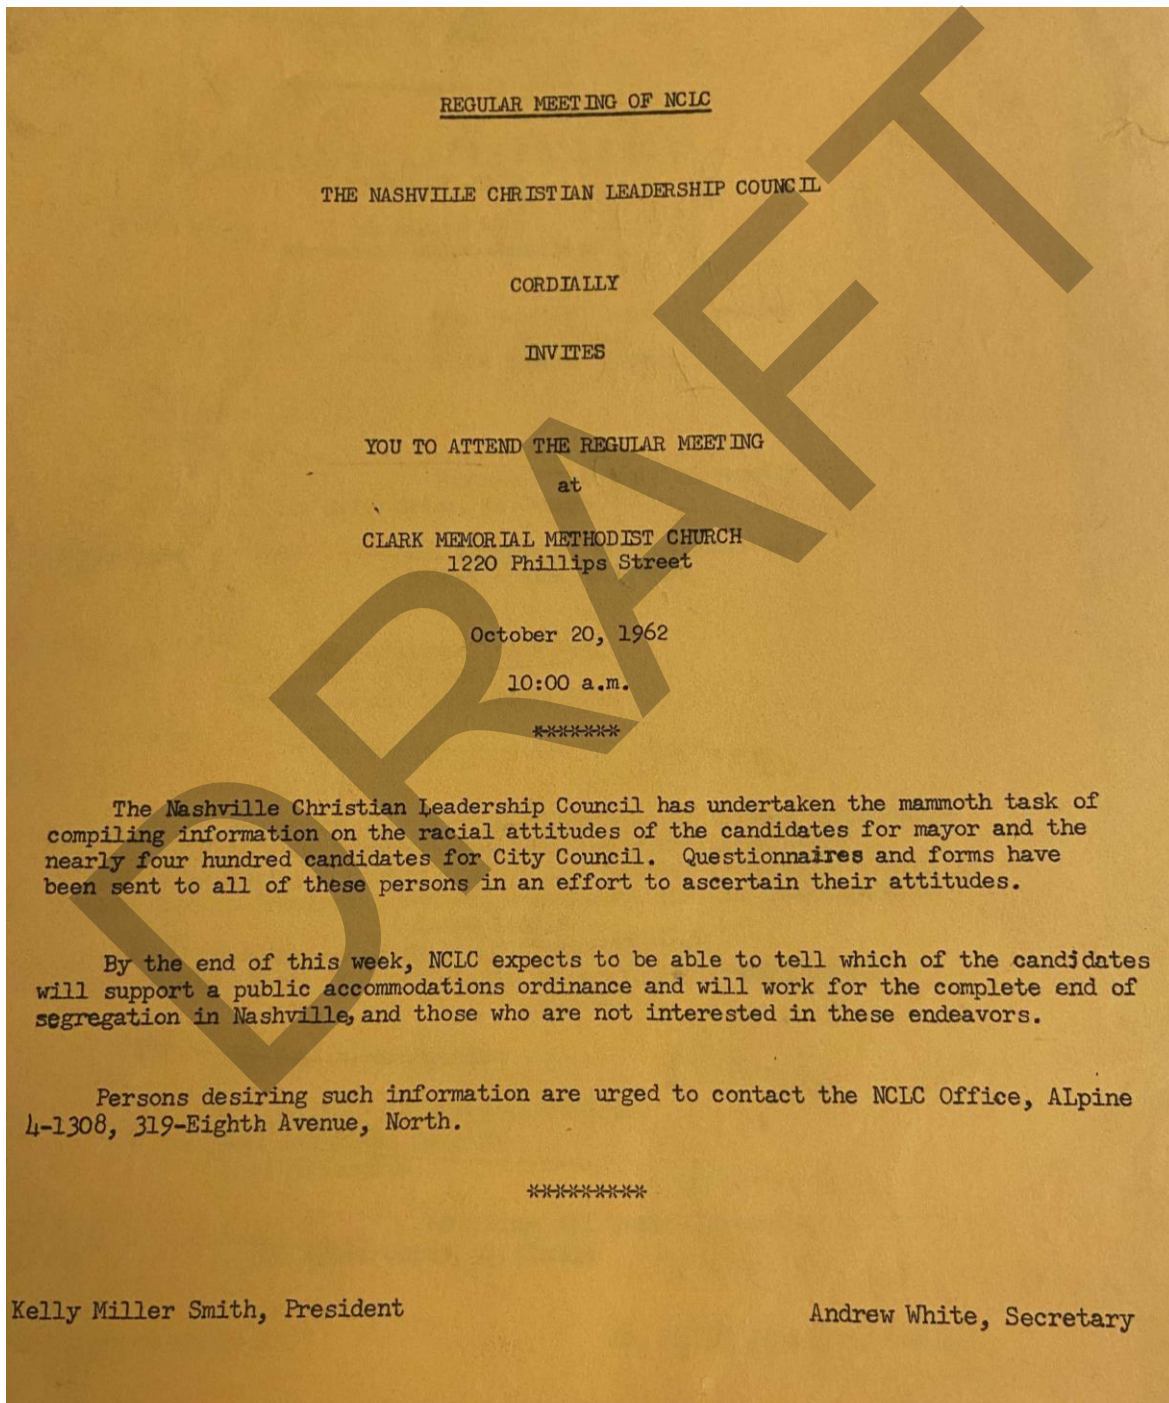 REGULAR MEETING OF NCLC
THE NASHVILLE CHRISTIAN LEADERSHIP COUNCIL
CORDIALLY
INVITES
YOU TO ATTEND THE REGULAR MEETING
at
CLARK MEMORIAL METHODIST CHURCH
1220 Phillips Street
October 20, 1962
10:00 a.m.
*******
The Nashville Christian Leadership Council has undertaken the mammoth task of
compiling information on the racial attitudes of the candidates for mayor and the
nearly four hundred candidates for City Council. Questionnaires and forms have
been sent to all of these persons in an effort to ascertain their attitudes.
By the end of this week, NCLC expects to be able to tell which of the candidates
will support a public accommodations ordinance and will work for the complete end of
segregation in Nashville, and those who are not interested in these endeavors.
Persons desiring such information are urged to contact the NCLC Office, ALpine
4-1308, 319-Eighth Avenue, North.
*********
Kelly Miller Smith, President
Andrew White, Secretary
DRAFT